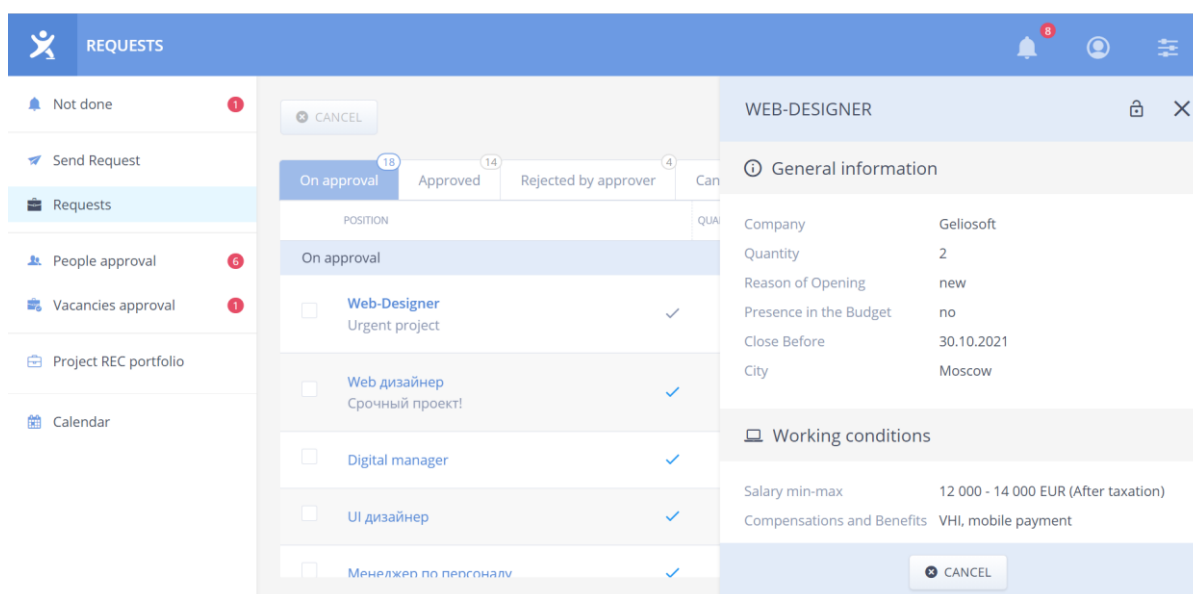 REQUESTS
8
Not done 1
Send Request
Requests
People approval 6
Vacancies approval 1
Project REC portfolio
Calendar
CANCEL
18
14
4
On approval Approved Rejected by approver
POSITION
On approval
Web-Designer
Urgent project
Web дизайнер
Срочный проект!
Digital manager
UI дизайнер
Менеджер по персоналу
WEB-DESIGNER
General information
Company Geliosoft
Quantity 2
Reason of Opening new
Presence in the Budget no
Close Before 30.10.2021
City Moscow
Working conditions
Salary min-max 12 000 - 14 000 EUR (After taxation)
Compensations and Benefits VHI, mobile payment
CANCEL